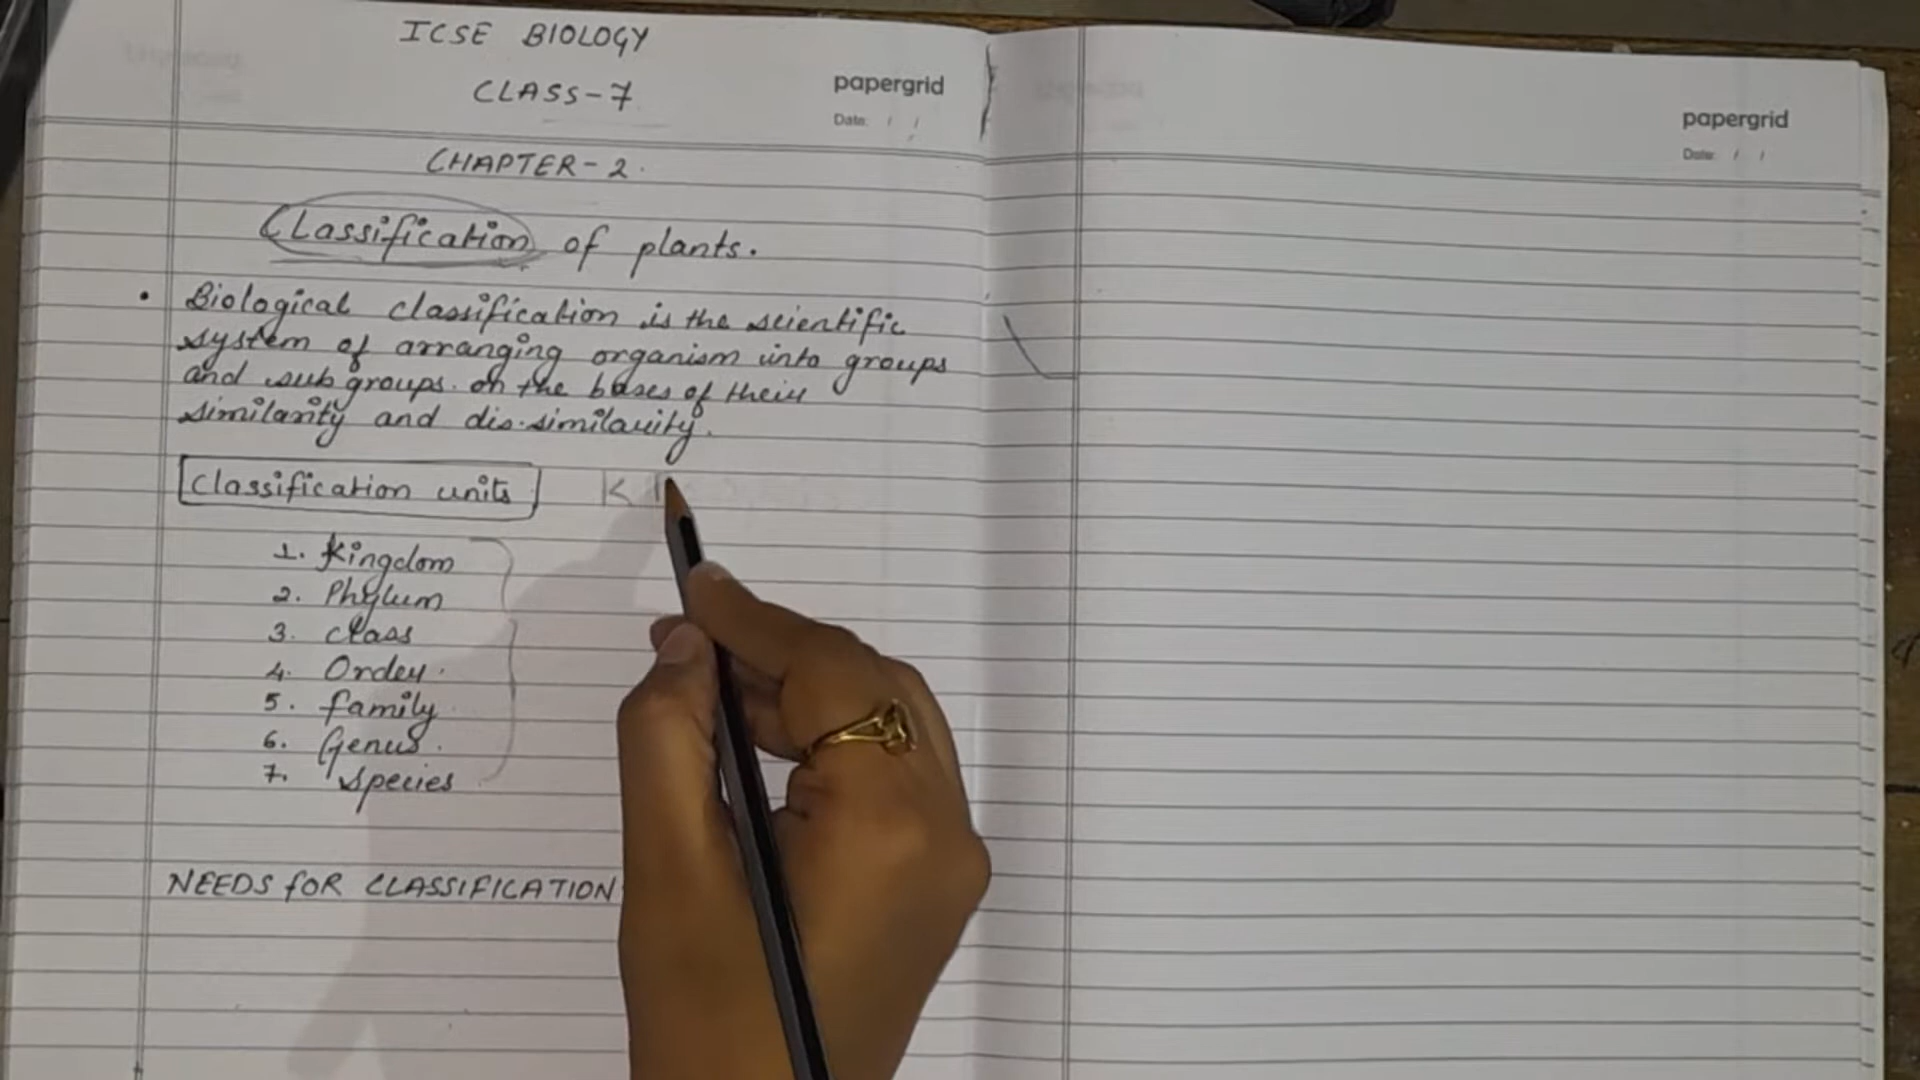 ICSE BIOLOGY
CLASS-7
papergrid
Date: / /
CHAPTER-2.
Classification of plants.
• Biological classification is the scientific
system of arranging organism into groups
and sub groups. on the bases of their
similarity and dis-similarity.
Classification units
K
1. Kingdom
2. Phylum
3. class
4. Order.
5. family
6. Genus.
7. species
NEEDS FOR CLASSIFICATION
papergrid
Date: / /